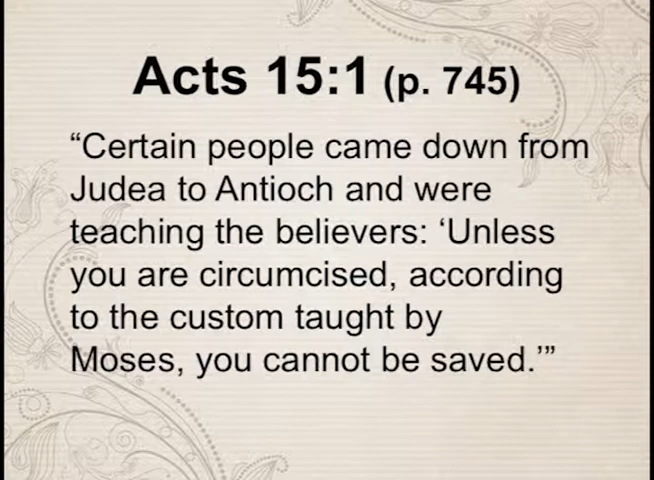 Acts 15:1 (p. 745)
“Certain people came down from
Judea to Antioch and were
teaching the believers: ‘Unless
you are circumcised, according
to the custom taught by
Moses, you cannot be saved.’”